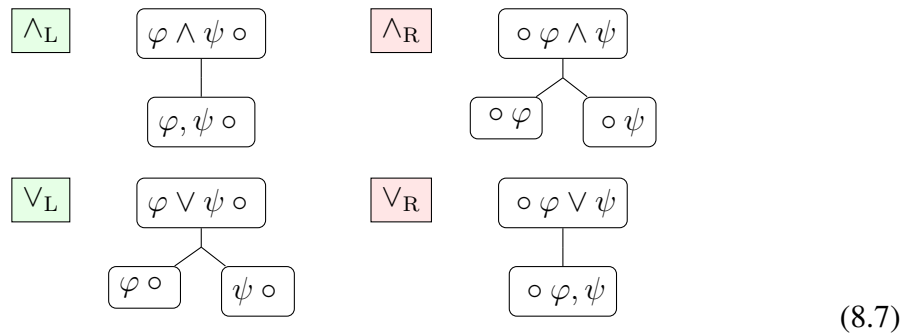 ∧L φ ∧ ψ ∘ ∧R ∘ φ ∧ ψ
φ, ψ ∘ ∘ φ ∘ ψ
∨L φ ∨ ψ ∘ ∨R ∘ φ ∨ ψ
φ ∘ ψ ∘ ∘ φ, ψ
(8.7)